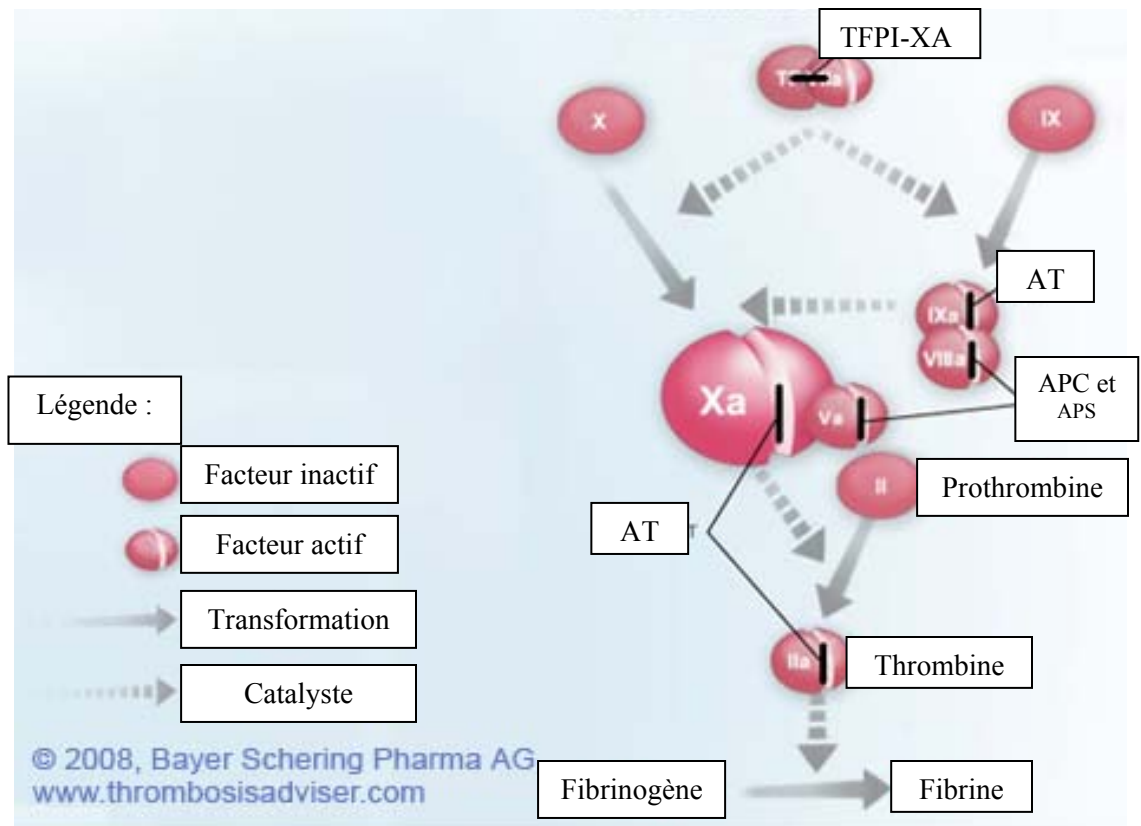 TFPI-XA
X
IX
AT
IXa
VIIIa
APC et
APS
Xa
Va
Légende :
Facteur inactif
II
Prothrombine
Facteur actif
AT
T
Transformation
IIa
Thrombine
Catalyste
© 2008, Bayer Schering Pharma AG
www.thrombosisadviser.com
Fibrinogène
Fibrine